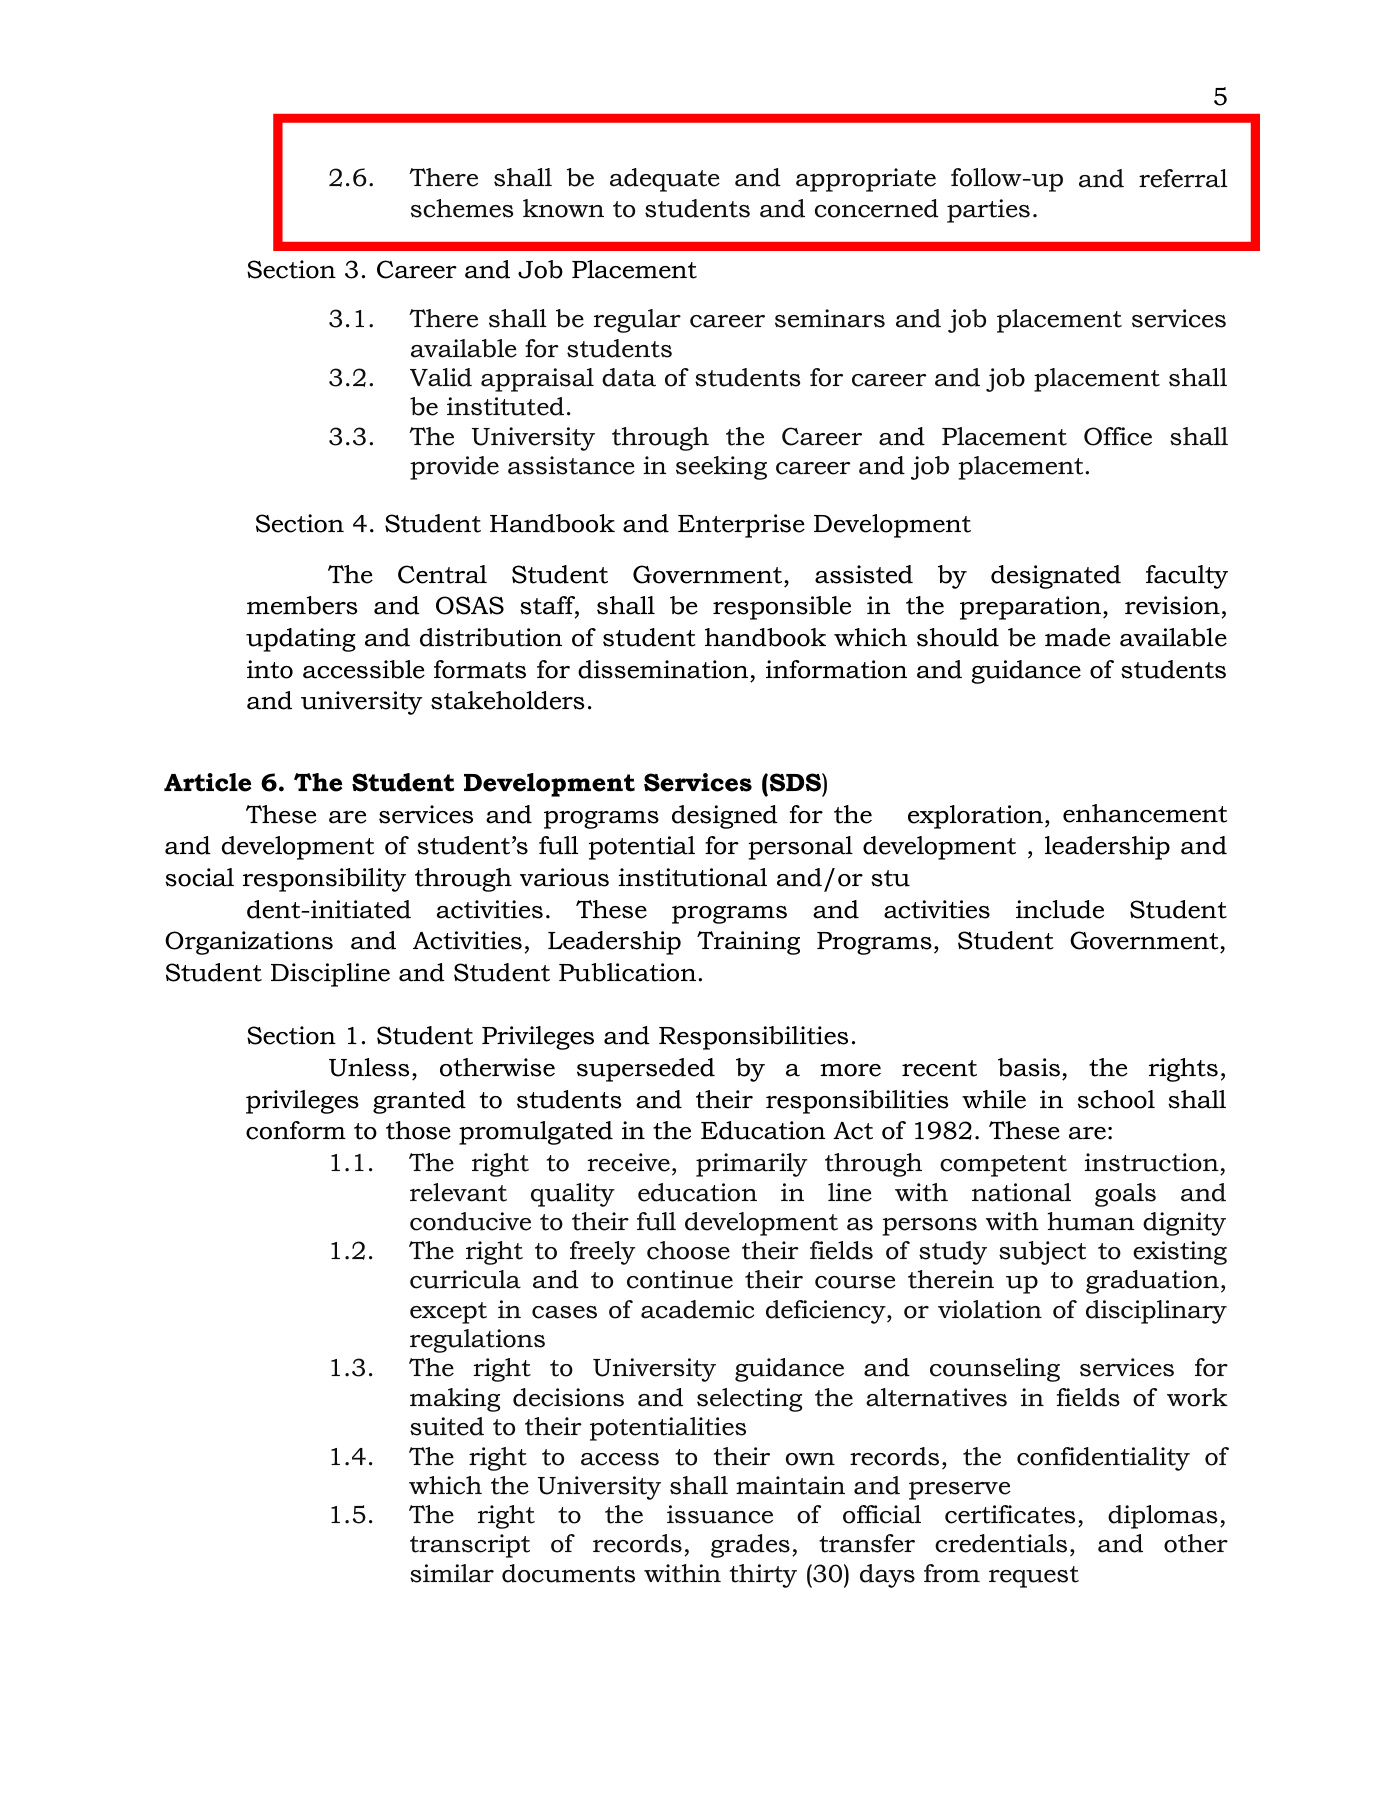 5
2.6. There shall be adequate and appropriate follow-up and referral
schemes known to students and concerned parties.
Section 3. Career and Job Placement
3.1. There shall be regular career seminars and job placement services
available for students
3.2. Valid appraisal data of students for career and job placement shall
be instituted.
3.3. The University through the Career and Placement Office shall
provide assistance in seeking career and job placement.
Section 4. Student Handbook and Enterprise Development
The Central Student Government, assisted by designated faculty
members and OSAS staff, shall be responsible in the preparation, revision,
updating and distribution of student handbook which should be made available
into accessible formats for dissemination, information and guidance of students
and university stakeholders.
Article 6. The Student Development Services (SDS)
These are services and programs designed for the exploration, enhancement
and development of student’s full potential for personal development , leadership and
social responsibility through various institutional and/or stu
dent-initiated activities. These programs and activities include Student
Organizations and Activities, Leadership Training Programs, Student Government,
Student Discipline and Student Publication.
Section 1. Student Privileges and Responsibilities.
Unless, otherwise superseded by a more recent basis, the rights,
privileges granted to students and their responsibilities while in school shall
conform to those promulgated in the Education Act of 1982. These are:
1.1. The right to receive, primarily through competent instruction,
relevant quality education in line with national goals and
conducive to their full development as persons with human dignity
1.2. The right to freely choose their fields of study subject to existing
curricula and to continue their course therein up to graduation,
except in cases of academic deficiency, or violation of disciplinary
regulations
1.3. The right to University guidance and counseling services for
making decisions and selecting the alternatives in fields of work
suited to their potentialities
1.4. The right to access to their own records, the confidentiality of
which the University shall maintain and preserve
1.5. The right to the issuance of official certificates, diplomas,
transcript of records, grades, transfer credentials, and other
similar documents within thirty (30) days from request